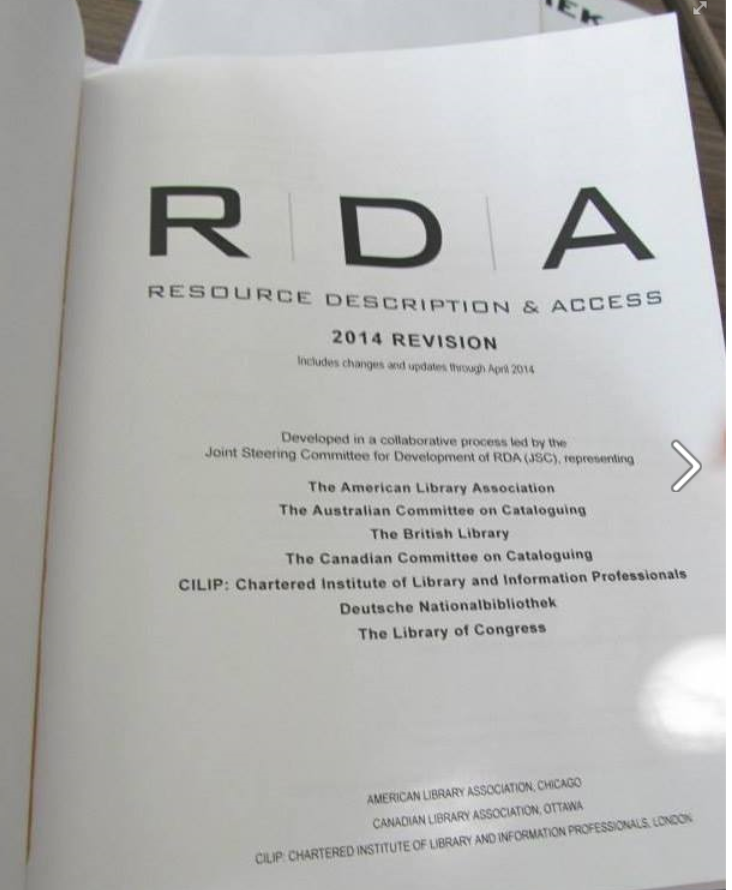 R D A
RESOURCE DESCRIPTION & ACCESS
2014 REVISION
Includes changes and updates through April 2014
Developed in a collaborative process led by the
Joint Steering Committee for Development of RDA (JSC), representing
The American Library Association
The Australian Committee on Cataloguing
The British Library
The Canadian Committee on Cataloguing
CILIP: Chartered Institute of Library and Information Professionals
Deutsche Nationalbibliothek
The Library of Congress
AMERICAN LIBRARY ASSOCIATION, CHICAGO
CANADIAN LIBRARY ASSOCIATION, OTTAWA
CILIP: CHARTERED INSTITUTE OF LIBRARY AND INFORMATION PROFESSIONALS, LONDON